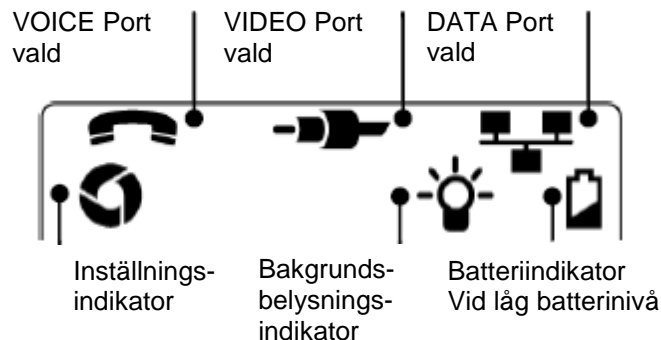 VOICE Port
vald
VIDEO Port
vald
DATA Port
vald
Inställnings-
indikator
Bakgrunds-
belysnings-
indikator
Batteriindikator
Vid låg batterinivå